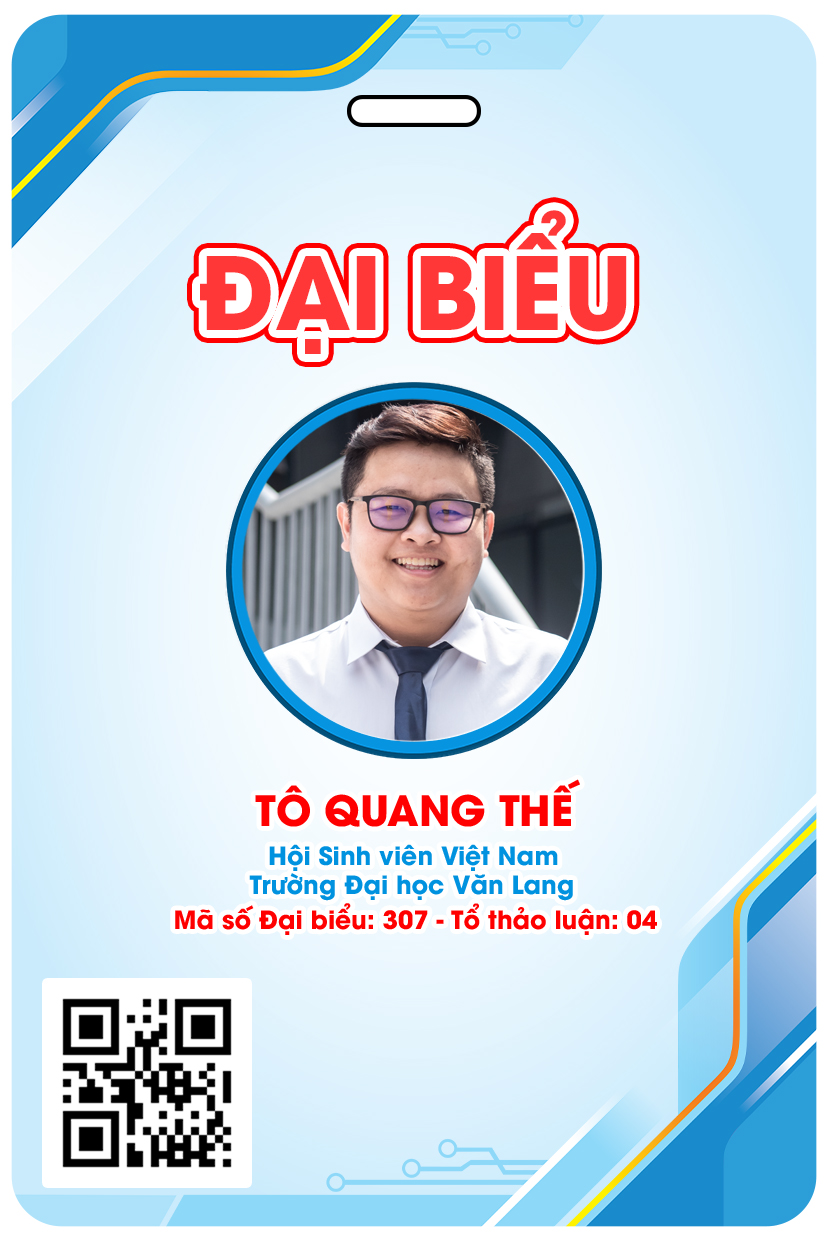 ĐẠI BIỂU
TÔ QUANG THẾ
Hội Sinh viên Việt Nam
Trường Đại học Văn Lang
Mã số Đại biểu: 307 - Tổ thảo luận: 04